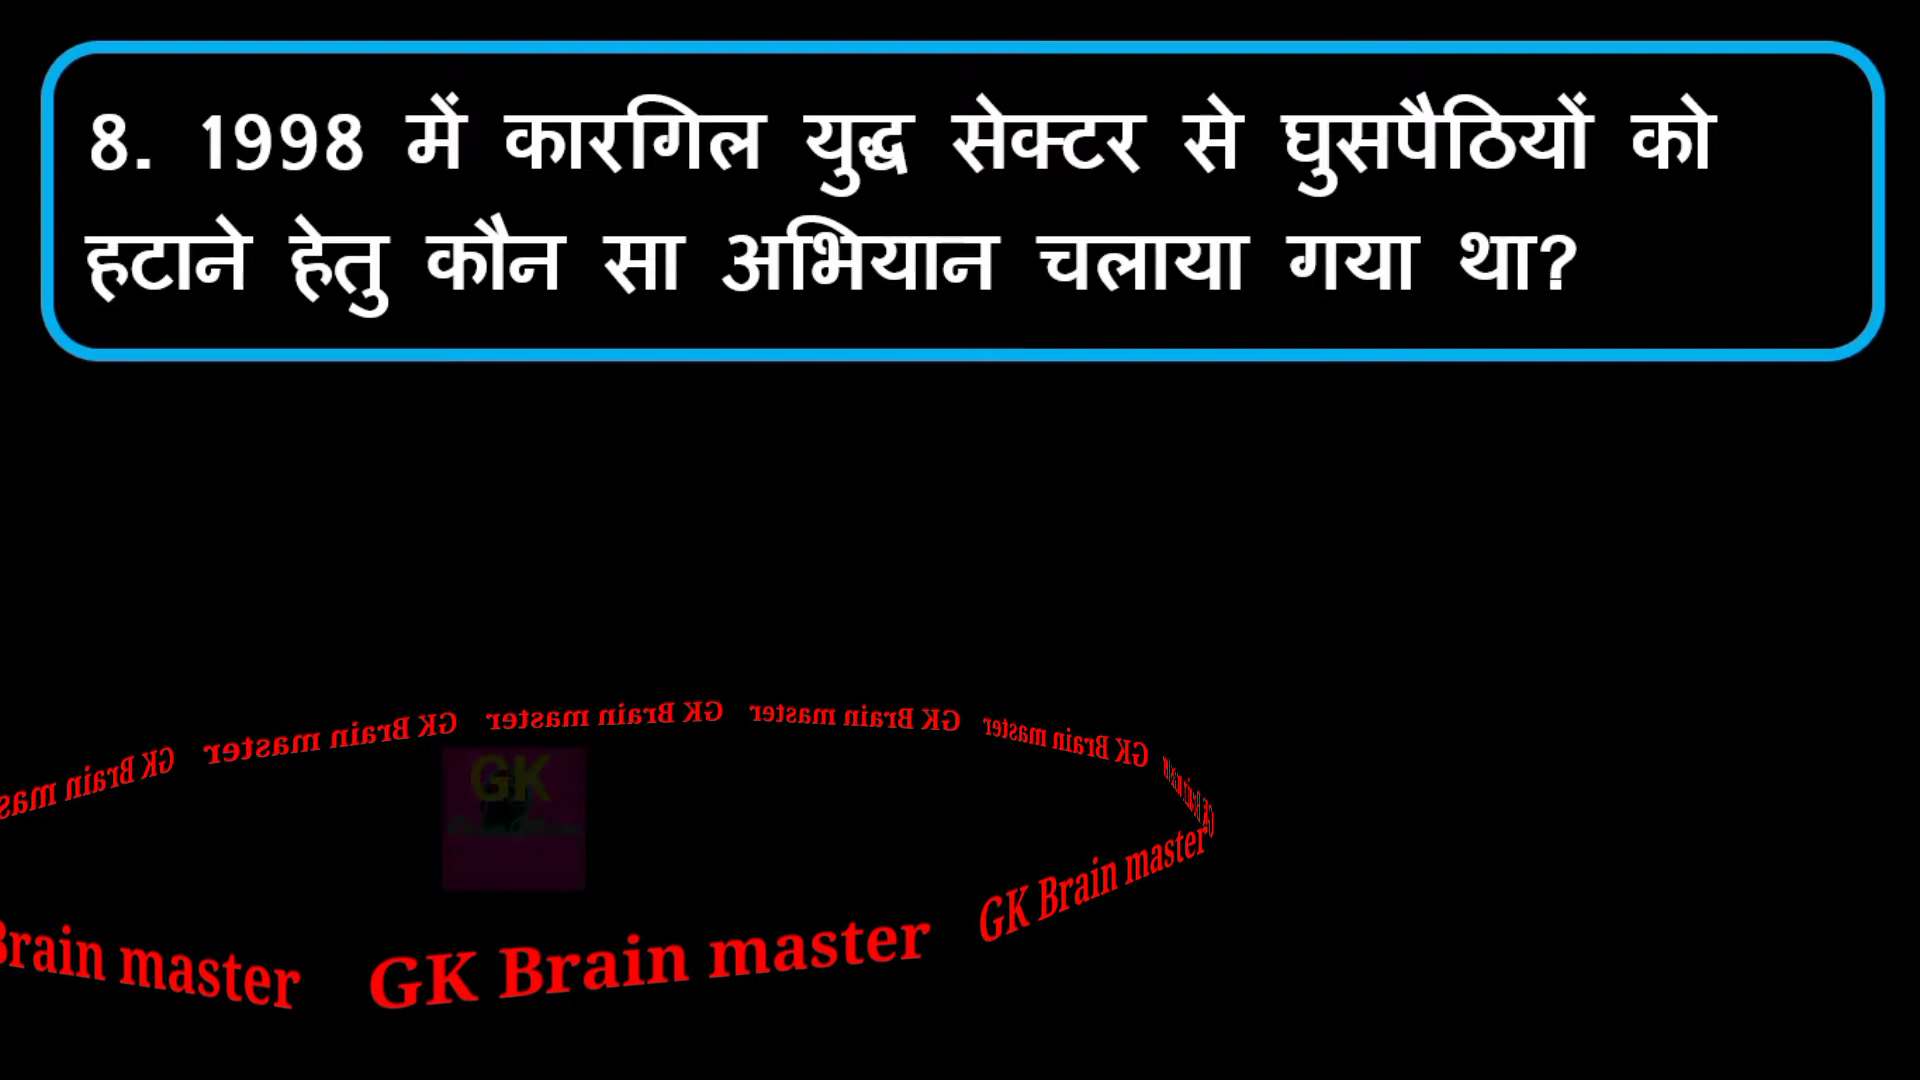 8. 1998 में कारगिल युद्ध सेक्टर से घुसपैठियों को
हटाने हेतु कौन सा अभियान चलाया गया था?
GK Brain master GK Brain master GK Brain master GK Brain master
GK
GK Brain master
Brain master GK Brain master